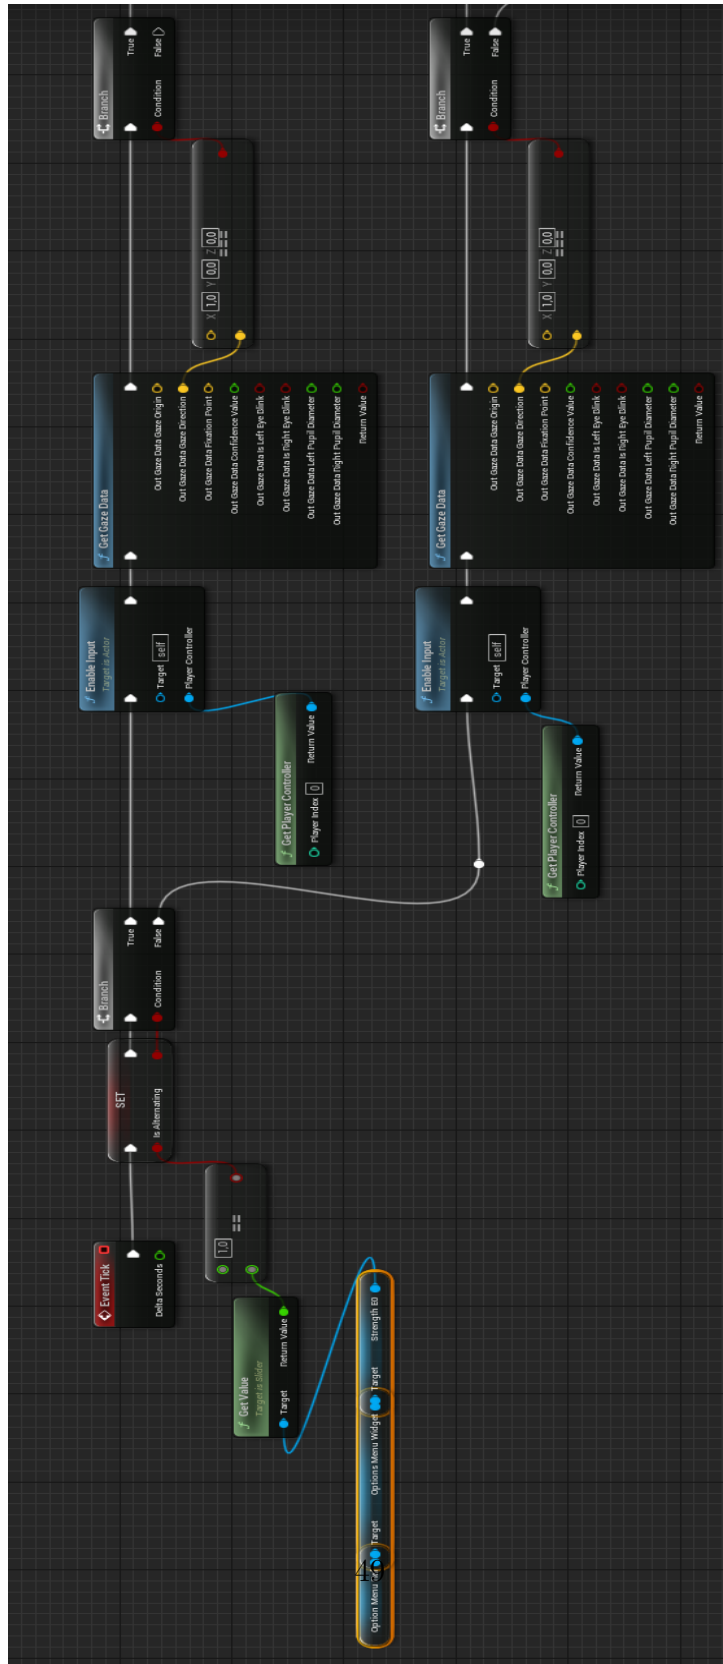 Event Tick
Delta Seconds
Get Value
Target is Slider
Target
Return Value
Option Menu
Target
Options Menu Widget
Target
Strength EQ
1,0
==
SET
Is Alternating
Branch
Condition
True
False
Enable Input
Target is Actor
Target
self
Player Controller
Get Player Controller
Player Index
0
Return Value
Get Gaze Data
Out Gaze Data Gaze Origin
Out Gaze Data Gaze Direction
Out Gaze Data Fixation Point
Out Gaze Data Confidence Value
Out Gaze Data Is Left Eye Blink
Out Gaze Data Is Right Eye Blink
Out Gaze Data Left Pupil Diameter
Out Gaze Data Right Pupil Diameter
Return Value
X 1,0 Y 0,0 Z 0,0
===
Branch
Condition
True
False
Enable Input
Target is Actor
Target
self
Player Controller
Get Player Controller
Player Index
0
Return Value
Get Gaze Data
Out Gaze Data Gaze Origin
Out Gaze Data Gaze Direction
Out Gaze Data Fixation Point
Out Gaze Data Confidence Value
Out Gaze Data Is Left Eye Blink
Out Gaze Data Is Right Eye Blink
Out Gaze Data Left Pupil Diameter
Out Gaze Data Right Pupil Diameter
Return Value
X 1,0 Y 0,0 Z 0,0
===
Branch
Condition
True
False
49